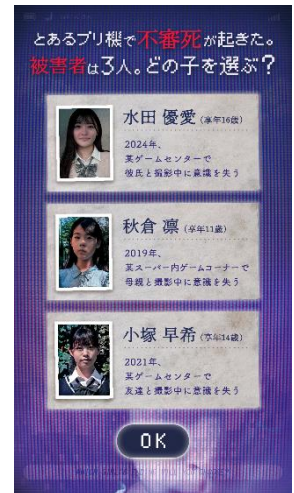 とあるプリ機で不審死が起きた。
被害者は3人。どの子を選ぶ?
水田 優愛 (享年16歳)
2024年、
某ゲームセンターで
彼氏と撮影中に意識を失う
秋倉 凛 (享年11歳)
2019年、
某スーパー内ゲームコーナーで
母親と撮影中に意識を失う
小塚 早希 (享年14歳)
2021年、
某ゲームセンターで
友達と撮影中に意識を失う
OK